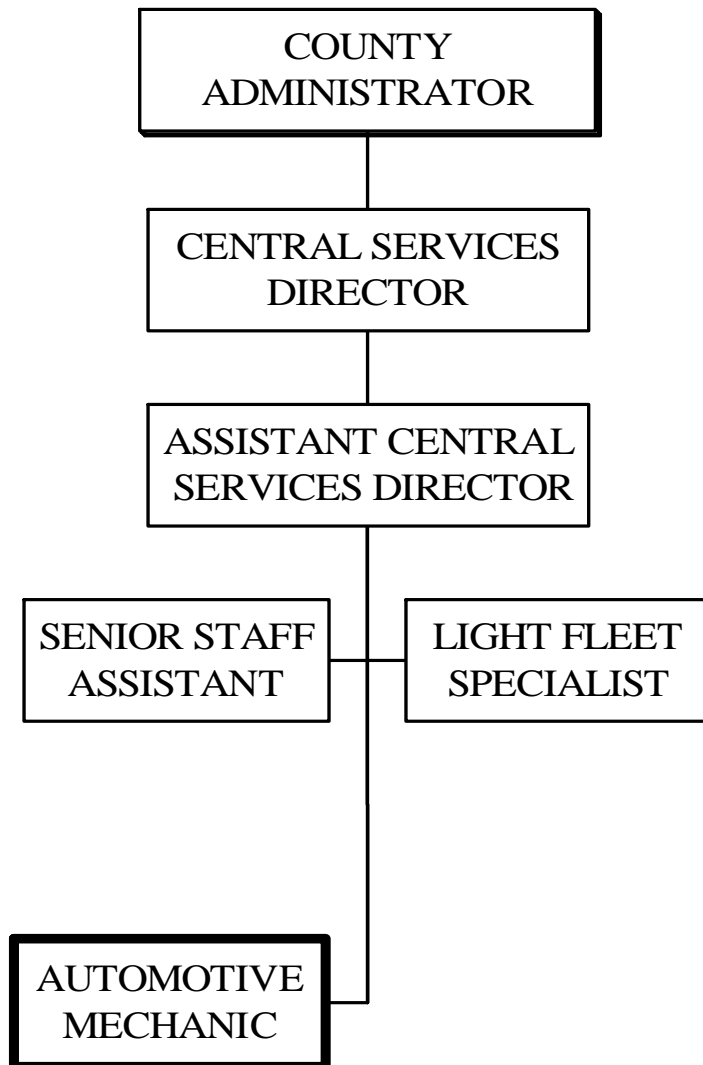 COUNTY
ADMINISTRATOR
CENTRAL SERVICES
DIRECTOR
ASSISTANT CENTRAL
SERVICES DIRECTOR
SENIOR STAFF
ASSISTANT
LIGHT FLEET
SPECIALIST
AUTOMOTIVE
MECHANIC